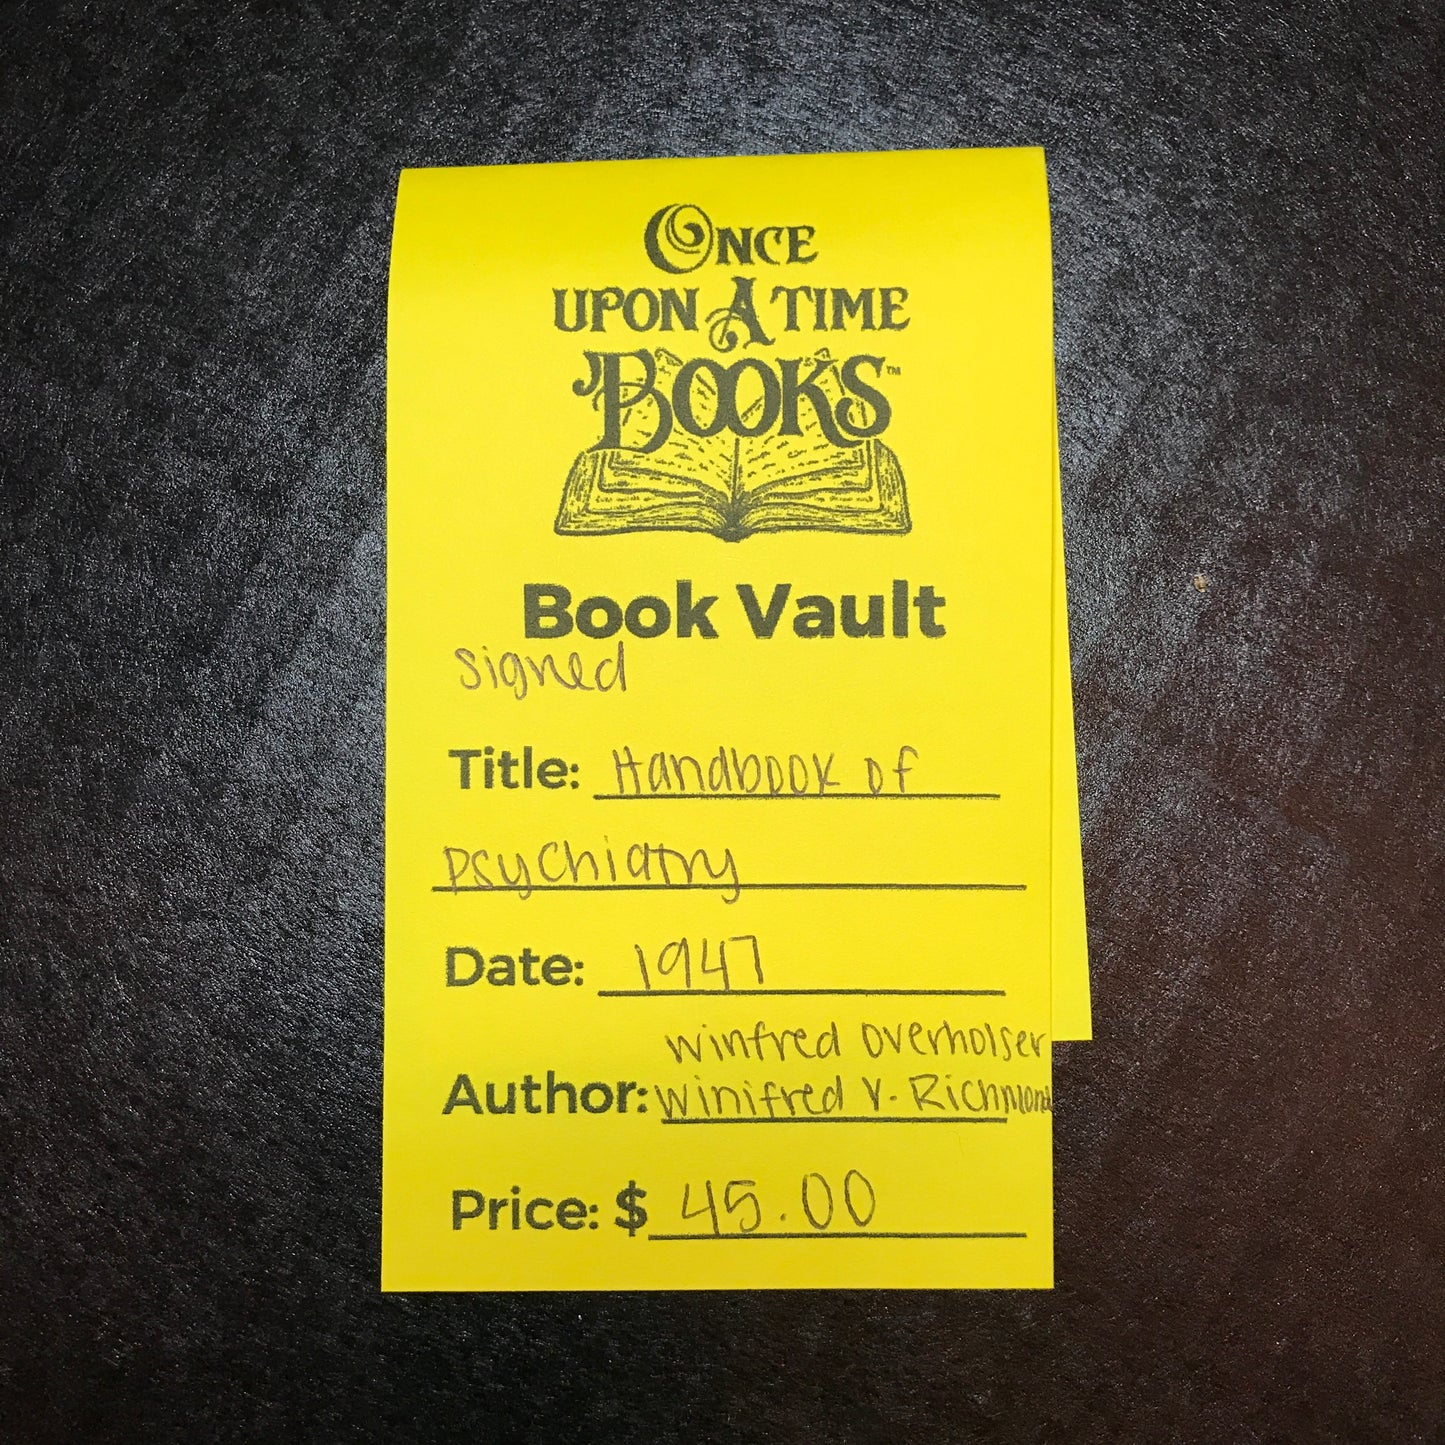 ONCE
UPON A TIME
BOOKS™
Book Vault
signed
Title: Handbook of
psychiatry
Date: 1947
winfred overholser
Author: winifred v. Richmond
Price: $ 45.00